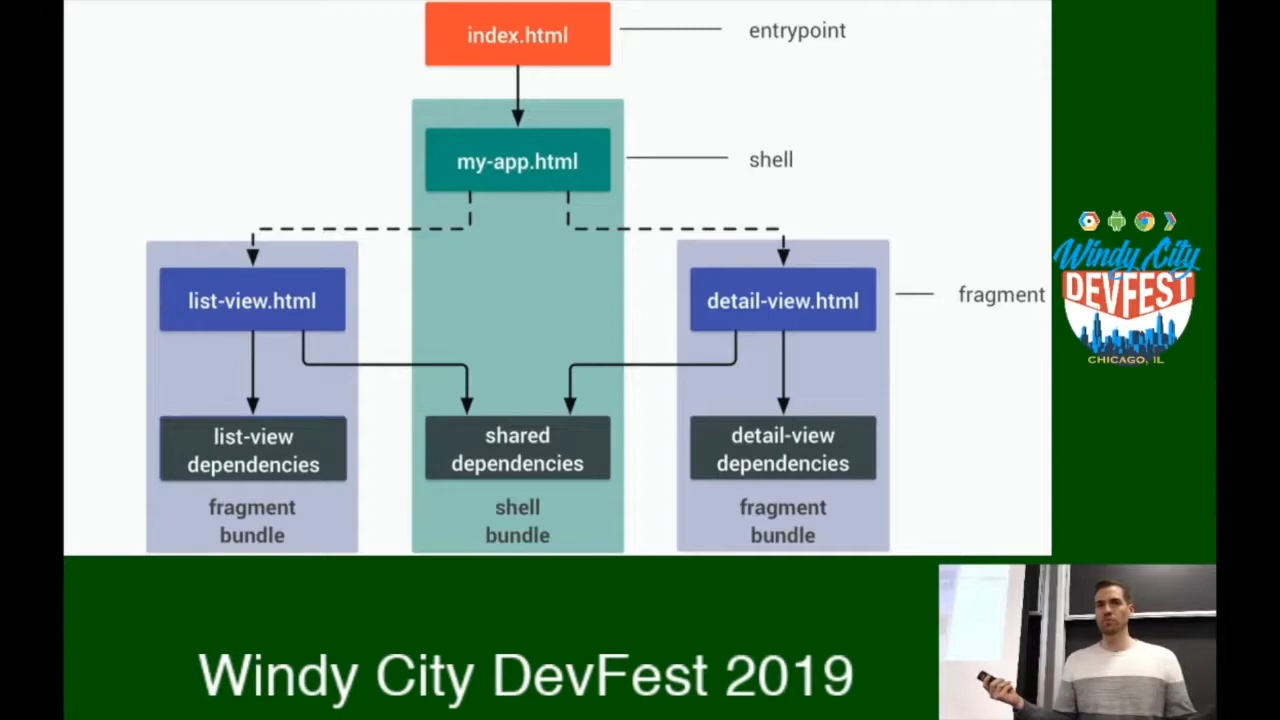 index.html
entrypoint
my-app.html
shell
list-view.html
detail-view.html
fragment
list-view
dependencies
shared
dependencies
detail-view
dependencies
fragment
bundle
shell
bundle
fragment
bundle
Windy City
DEVFEST
CHICAGO, IL
Windy City DevFest 2019